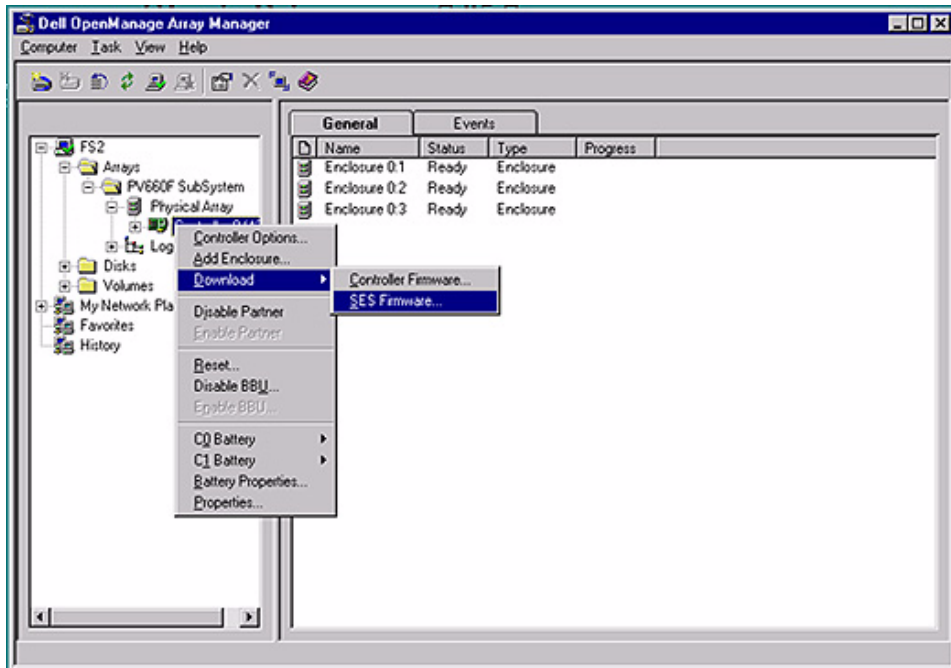 Dell OpenManage Array Manager
Computer Task View Help
General Events
Name Status Type Progress
Enclosure 0:1 Ready Enclosure
Enclosure 0:2 Ready Enclosure
Enclosure 0:3 Ready Enclosure
FS2
Arrays
PV660F SubSystem
Physical Array
Log
Disks
Volumes
My Network Pla
Favorites
History
Controller Options...
Add Enclosure...
Download
Disable Partner
Enable Partner
Reset...
Disable BBU...
Enable BBU...
C0 Battery
C1 Battery
Battery Properties...
Properties...
Controller Firmware...
SES Firmware...